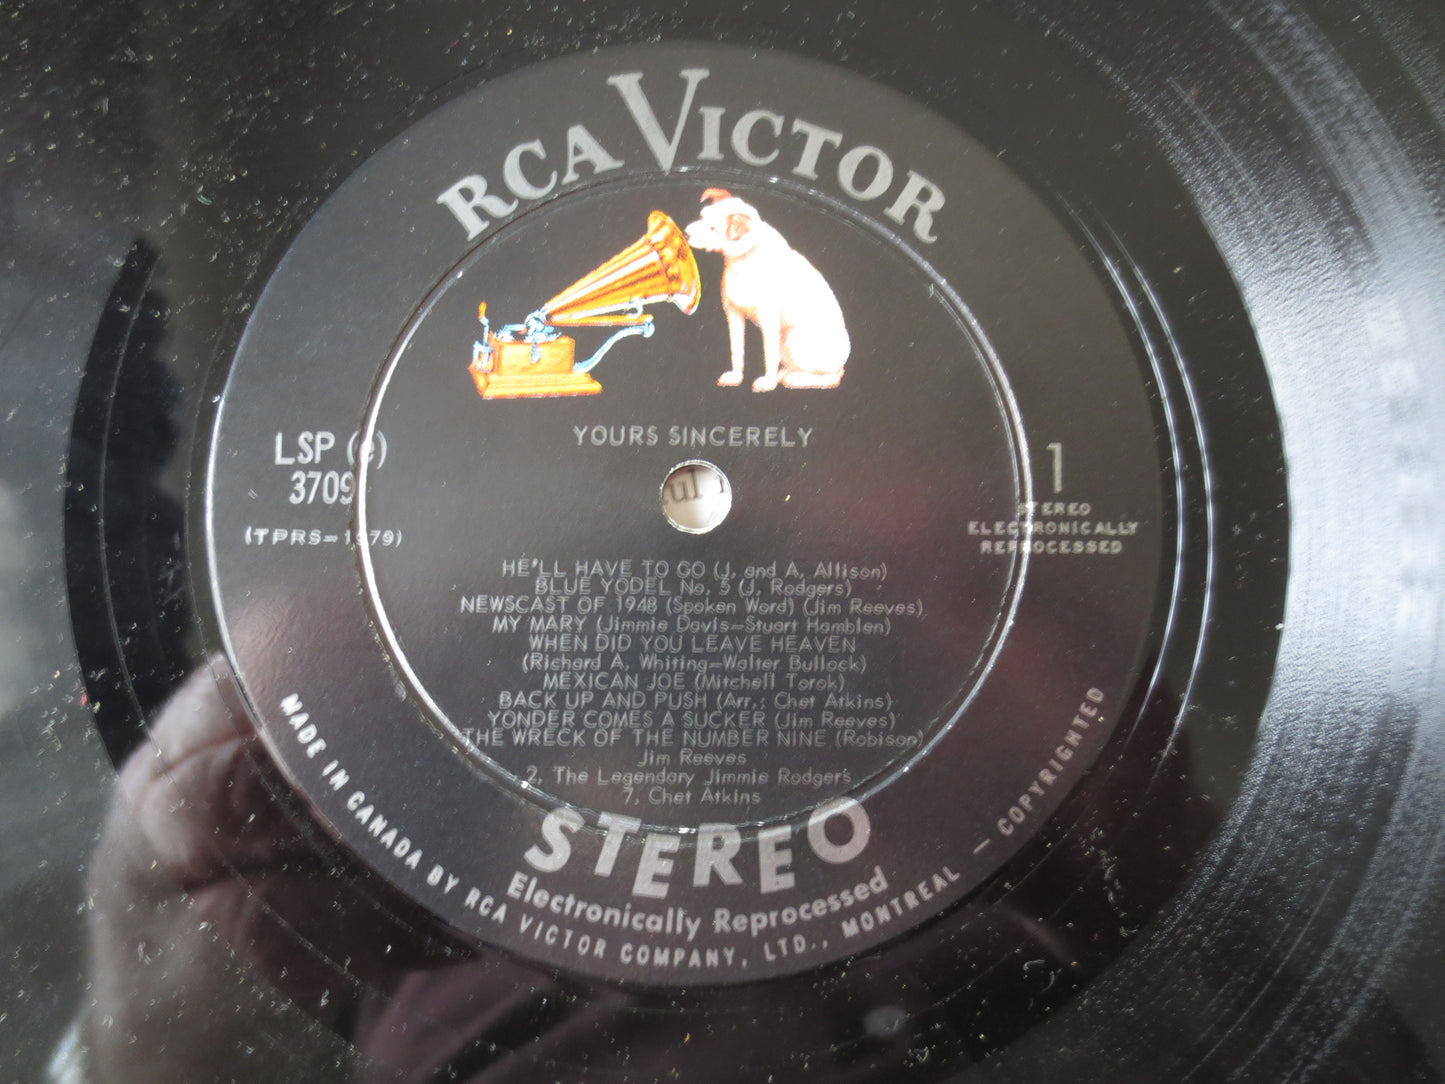 RCA VICTOR
YOURS SINCERELY
LSP (e)
3709
(TPRS-1679)
1
STEREO
ELECTRONICALLY
REPROCESSED
ul
HE'LL HAVE TO GO (J. and A. Allison)
BLUE YODEL No. 5 (J. Rodgers)
NEWSCAST OF 1948 (Spoken Word) (Jim Reeves)
MY MARY (Jimmie Davis-Stuart Hamblen)
WHEN DID YOU LEAVE HEAVEN
(Richard A. Whiting-Walter Bullock)
MEXICAN JOE (Mitchell Torok)
BACK UP AND PUSH (Arr.: Chet Atkins)
YONDER COMES A SUCKER (Jim Reeves)
THE WRECK OF THE NUMBER NINE (Robison)
Jim Reeves
2. The Legendary Jimmie Rodgers
7. Chet Atkins
STEREO
Electronically Reprocessed
MADE IN CANADA BY RCA VICTOR COMPANY, LTD., MONTREAL — COPYRIGHTED